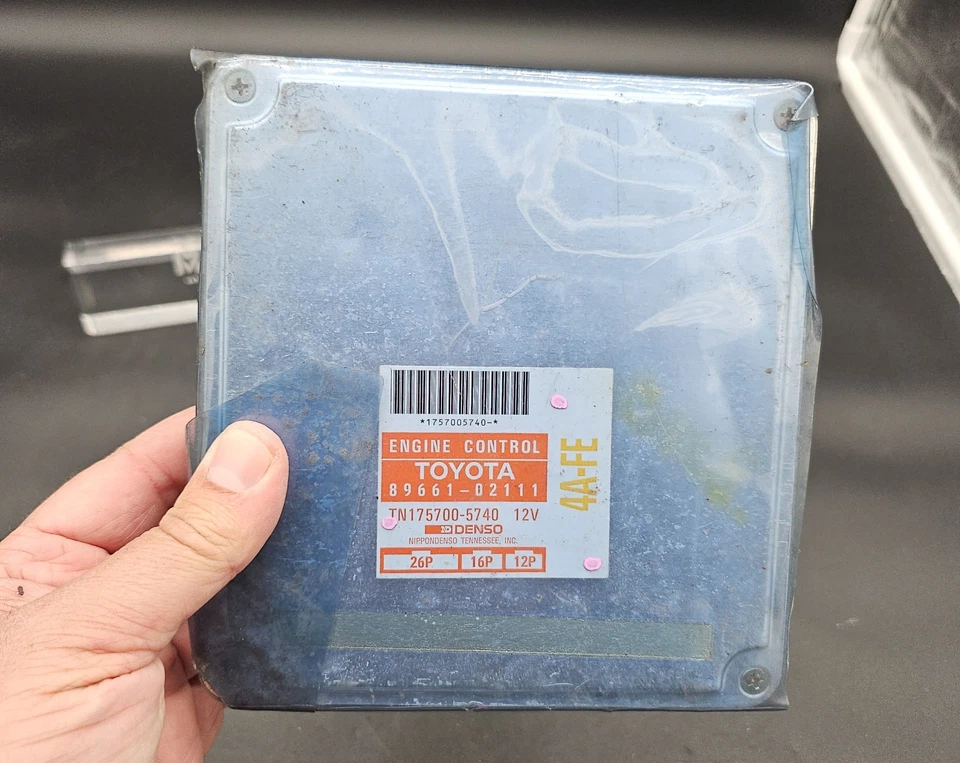 *1757005740-*
ENGINE CONTROL
TOYOTA
89661-02111
TN175700-5740 12V
DENSO
NIPPONDENSO TENNESSEE, INC.
26P 16P 12P
4A-FE